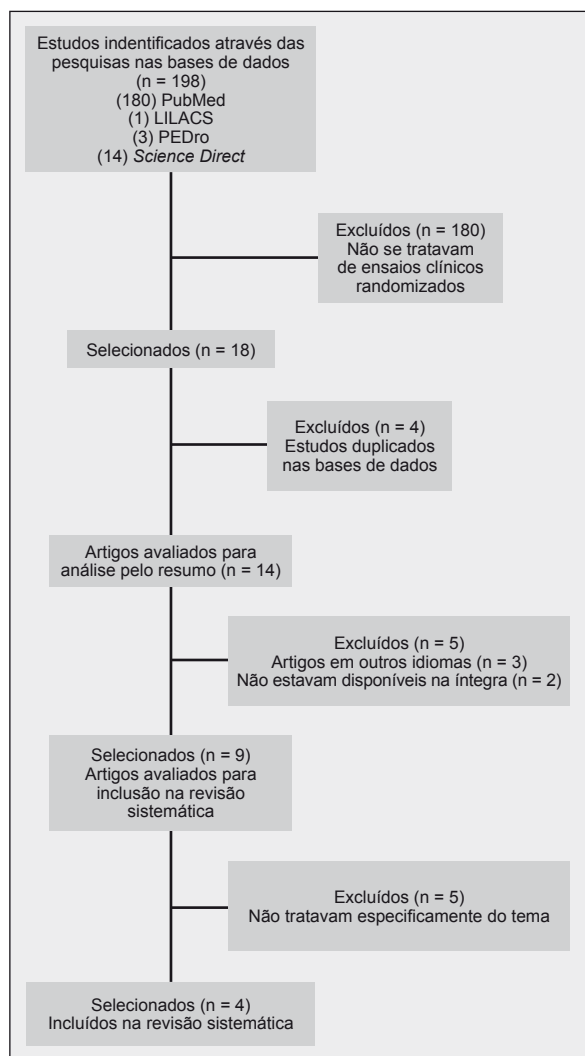 Estudos indentificados através das
pesquisas nas bases de dados
(n = 198)
(180) PubMed
(1) LILACS
(3) PEDro
(14) Science Direct
Excluídos (n = 180)
Não se tratavam
de ensaios clínicos
randomizados
Selecionados (n = 18)
Excluídos (n = 4)
Estudos duplicados
nas bases de dados
Artigos avaliados para
análise pelo resumo (n = 14)
Excluídos (n = 5)
Artigos em outros idiomas (n = 3)
Não estavam disponíveis na íntegra (n = 2)
Selecionados (n = 9)
Artigos avaliados para
inclusão na revisão
sistemática
Excluídos (n = 5)
Não tratavam especificamente do tema
Selecionados (n = 4)
Incluídos na revisão sistemática